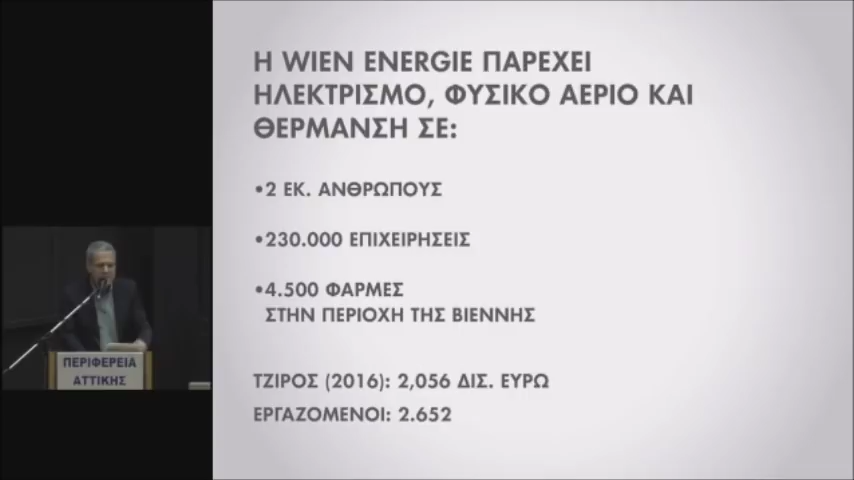 Η WIEN ENERGIE ΠΑΡΕΧΕΙ
ΗΛΕΚΤΡΙΣΜΟ, ΦΥΣΙΚΟ ΑΕΡΙΟ ΚΑΙ
ΘΕΡΜΑΝΣΗ ΣΕ:
•2 ΕΚ. ΑΝΘΡΩΠΟΥΣ
•230.000 ΕΠΙΧΕΙΡΗΣΕΙΣ
•4.500 ΦΑΡΜΕΣ
ΣΤΗΝ ΠΕΡΙΟΧΗ ΤΗΣ ΒΙΕΝΝΗΣ
ΤΖΙΡΟΣ (2016): 2,056 ΔΙΣ. ΕΥΡΩ
ΕΡΓΑΖΟΜΕΝΟΙ: 2.652
ΠΕΡΙΦΕΡΕΙΑ
ΑΤΤΙΚΗΣ